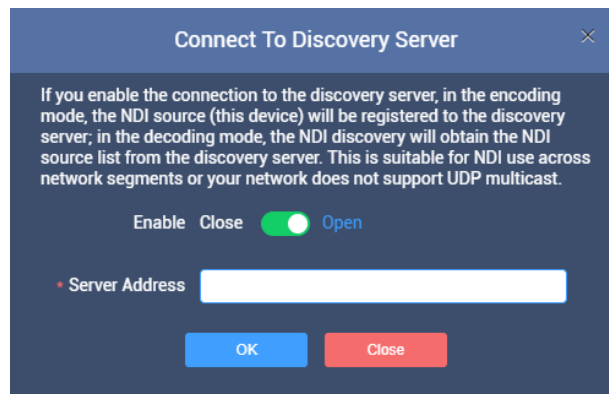 Connect To Discovery Server
If you enable the connection to the discovery server, in the encoding
mode, the NDI source (this device) will be registered to the discovery
server; in the decoding mode, the NDI discovery will obtain the NDI
source list from the discovery server. This is suitable for NDI use across
network segments or your network does not support UDP multicast.
Enable Close Open
* Server Address
OK Close